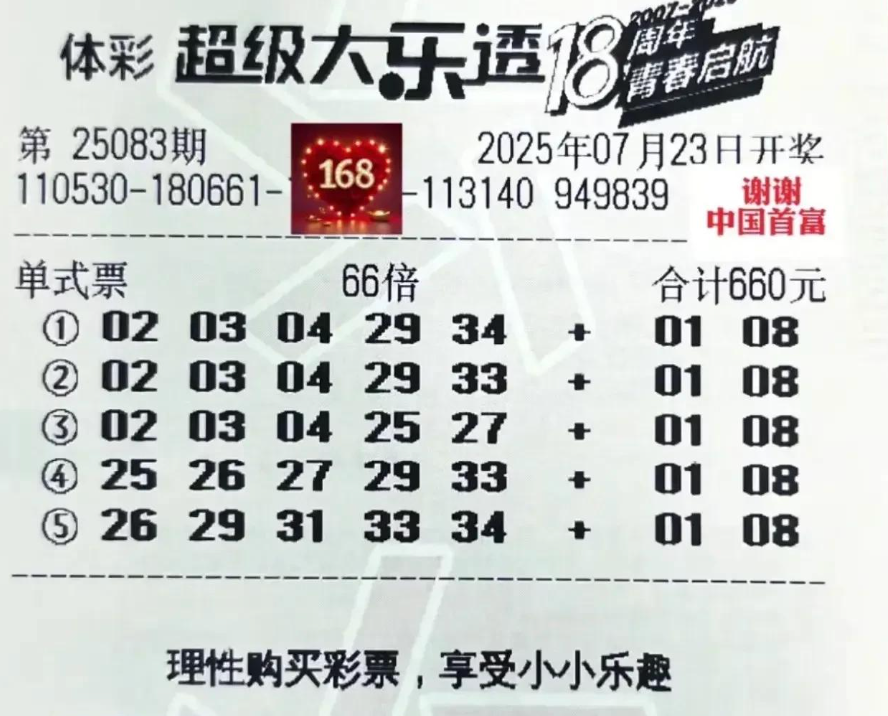 体彩 超级大乐透 18周年
青春启航
第 25083期 2025年07月23日开奖
110530-180661- 168 -113140 949839
谢谢
中国首富
单式票 66倍 合计660元
① 02 03 04 29 34 + 01 08
② 02 03 04 29 33 + 01 08
③ 02 03 04 25 27 + 01 08
④ 25 26 27 29 33 + 01 08
⑤ 26 29 31 33 34 + 01 08
理性购买彩票，享受小小乐趣